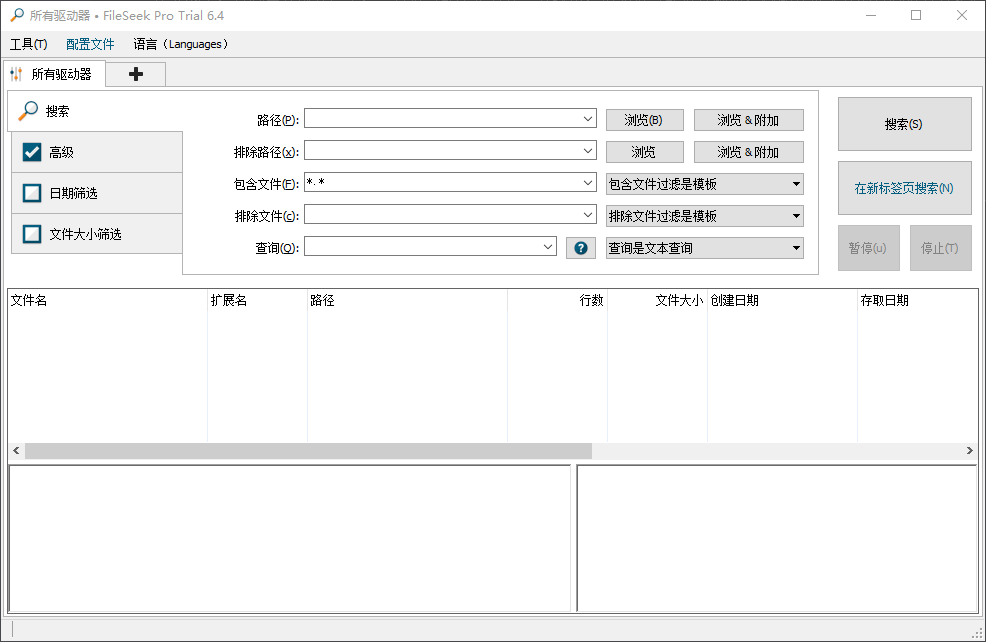 所有驱动器 • FileSeek Pro Trial 6.4
工具(T) 配置文件 语言 (Languages)
所有驱动器
搜索
高级
日期筛选
文件大小筛选
路径(P): 浏览(B) 浏览 & 附加
排除路径(x): 浏览 浏览 & 附加
包含文件(F): *.* 包含文件过滤是模板
排除文件(c): 排除文件过滤是模板
查询(Q): ? 查询是文本查询
搜索(S)
在新标签页搜索(N)
暂停(u) 停止(T)
文件名 扩展名 路径 行数 文件大小 创建日期 存取日期